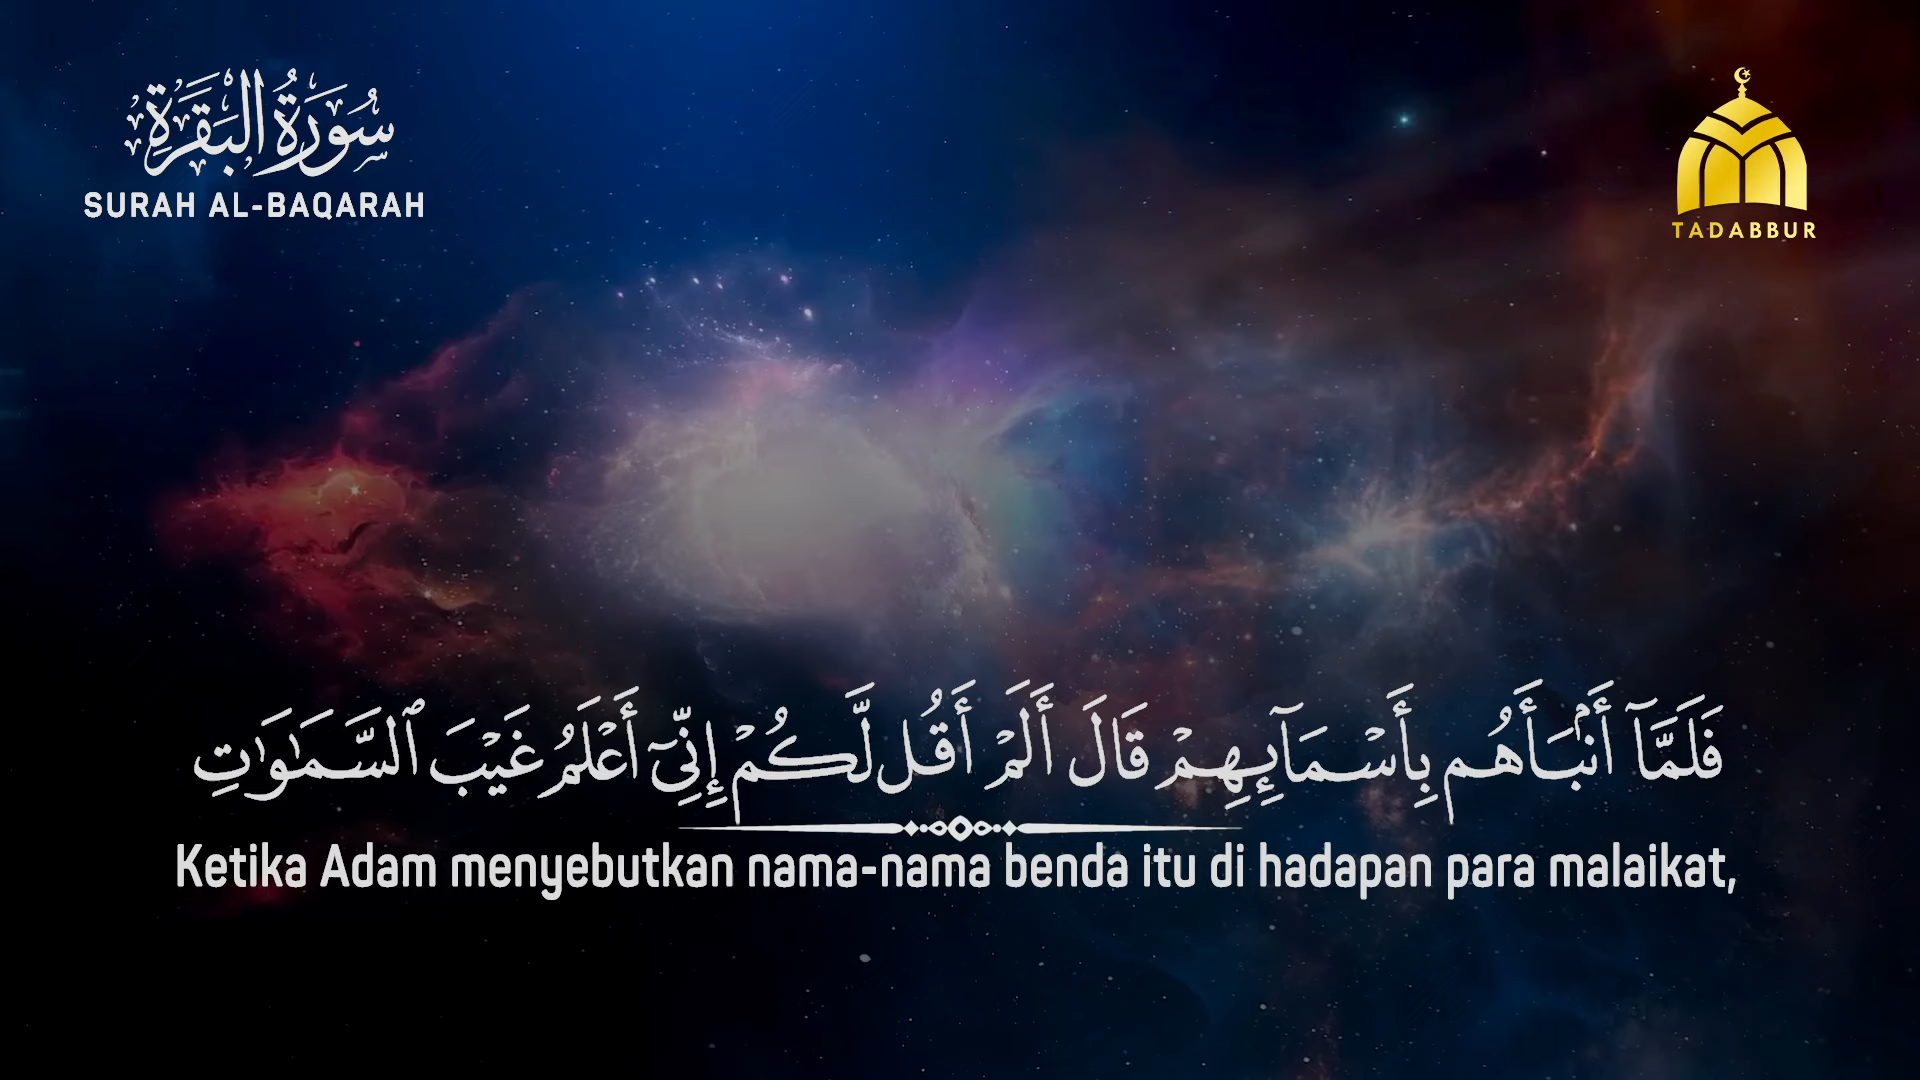 سُورَةُ الْبَقَرَةِ
SURAH AL-BAQARAH
TADABBUR
فَلَمَّآ أَنۢبَأَهُم بِأَسْمَآئِهِمْ قَالَ أَلَمْ أَقُل لَّكُمْ إِنِّىٓ أَعْلَمُ غَيْبَ ٱلسَّمَـٰوَٰتِ
Ketika Adam menyebutkan nama-nama benda itu di hadapan para malaikat,